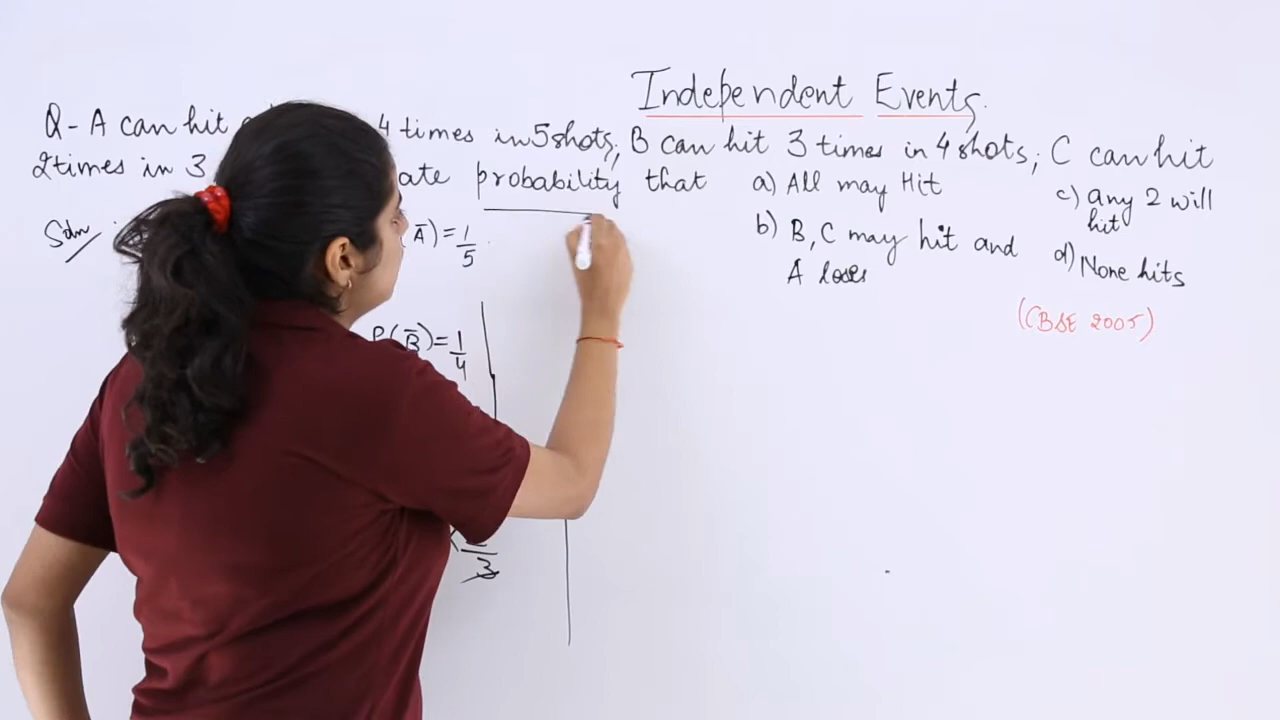 Independent Events.
Q - A can hit 4 times in 5 shots, B can hit 3 times in 4 shots, C can hit
2 times in 3 probability that
a) All may Hit
b) B, C may hit and
A loses
c) Any 2 will
hit
d) None hits
(CBSE 2005)
Soln
A̅) = 1/5
P(B̅) = 1/4
3